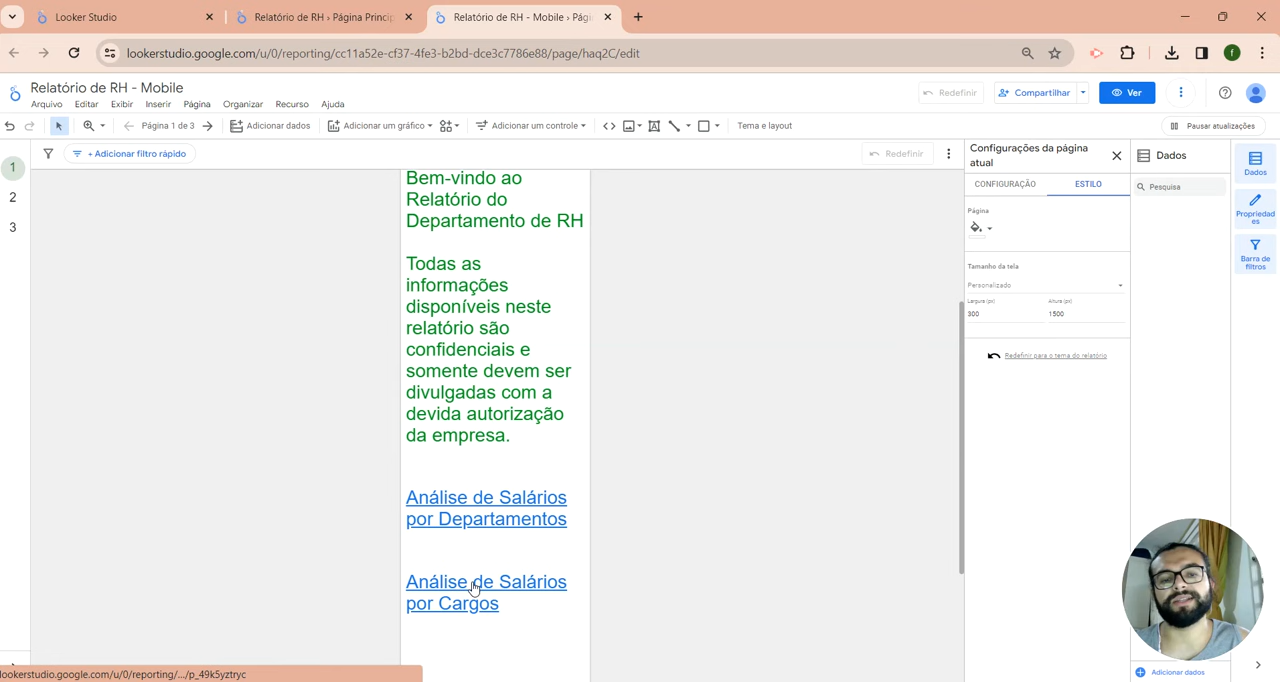 Looker Studio
Relatório de RH › Página Princip
Relatório de RH - Mobile › Pági
lookerstudio.google.com/u/0/reporting/cc11a52e-cf37-4fe3-b2bd-dce3c7786e88/page/haq2C/edit
f
Relatório de RH - Mobile
Arquivo Editar Exibir Inserir Página Organizar Recurso Ajuda
Redefinir
Compartilhar
Ver
Página 1 de 3
Adicionar dados
Adicionar um gráfico
Adicionar um controle
Tema e layout
Pausar atualizações
+ Adicionar filtro rápido
Redefinir
1
2
3
Bem-vindo ao
Relatório do
Departamento de RH
Todas as
informações
disponíveis neste
relatório são
confidenciais e
somente devem ser
divulgadas com a
devida autorização
da empresa.
Análise de Salários
por Departamentos
Análise de Salários
por Cargos
Configurações da página
atual
CONFIGURAÇÃO ESTILO
Página
Tamanho da tela
Personalizado
Largura (px) Altura (px)
300 1500
Redefinir para o tema do relatório
Dados
Pesquisa
Adicionar dados
Dados
Propriedad
es
Barra de
filtros
lookerstudio.google.com/u/0/reporting/.../p_49k5yztryc